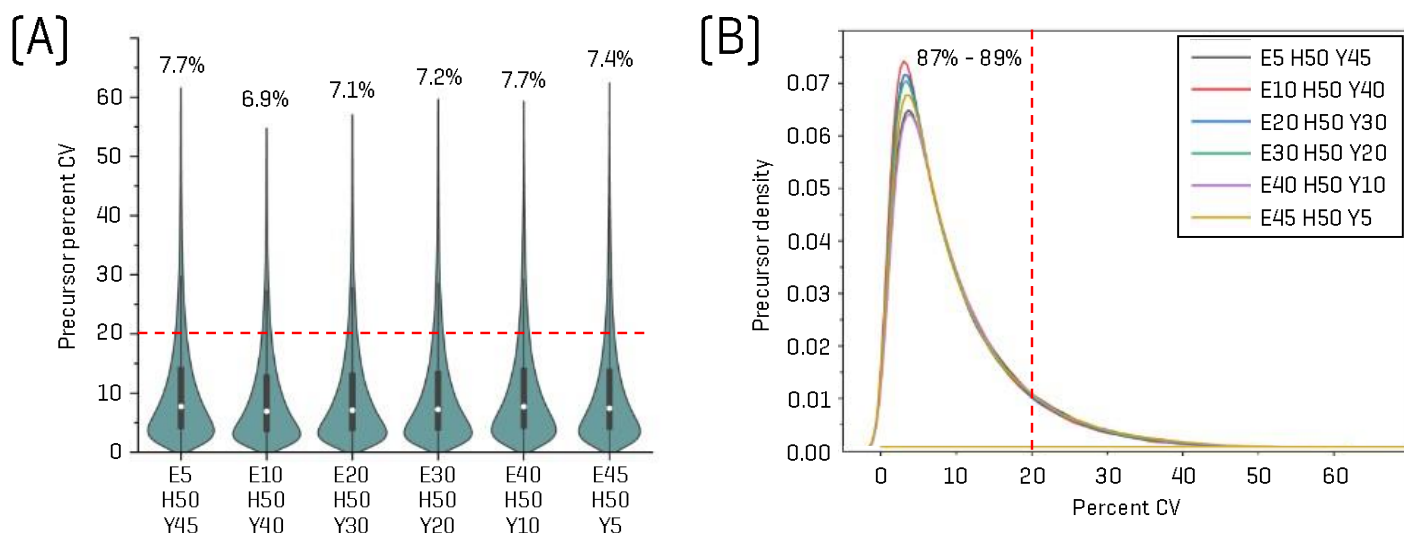 [A]
Precursor percent CV
60
50
40
30
20
10
0
7.7%
6.9%
7.1%
7.2%
7.7%
7.4%
E5
H50
Y45
E10
H50
Y40
E20
H50
Y30
E30
H50
Y20
E40
H50
Y10
E45
H50
Y5
[B]
Precursor density
0.07
0.06
0.05
0.04
0.03
0.02
0.01
0.00
87% - 89%
E5 H50 Y45
E10 H50 Y40
E20 H50 Y30
E30 H50 Y20
E40 H50 Y10
E45 H50 Y5
0
10
20
30
40
50
60
Percent CV